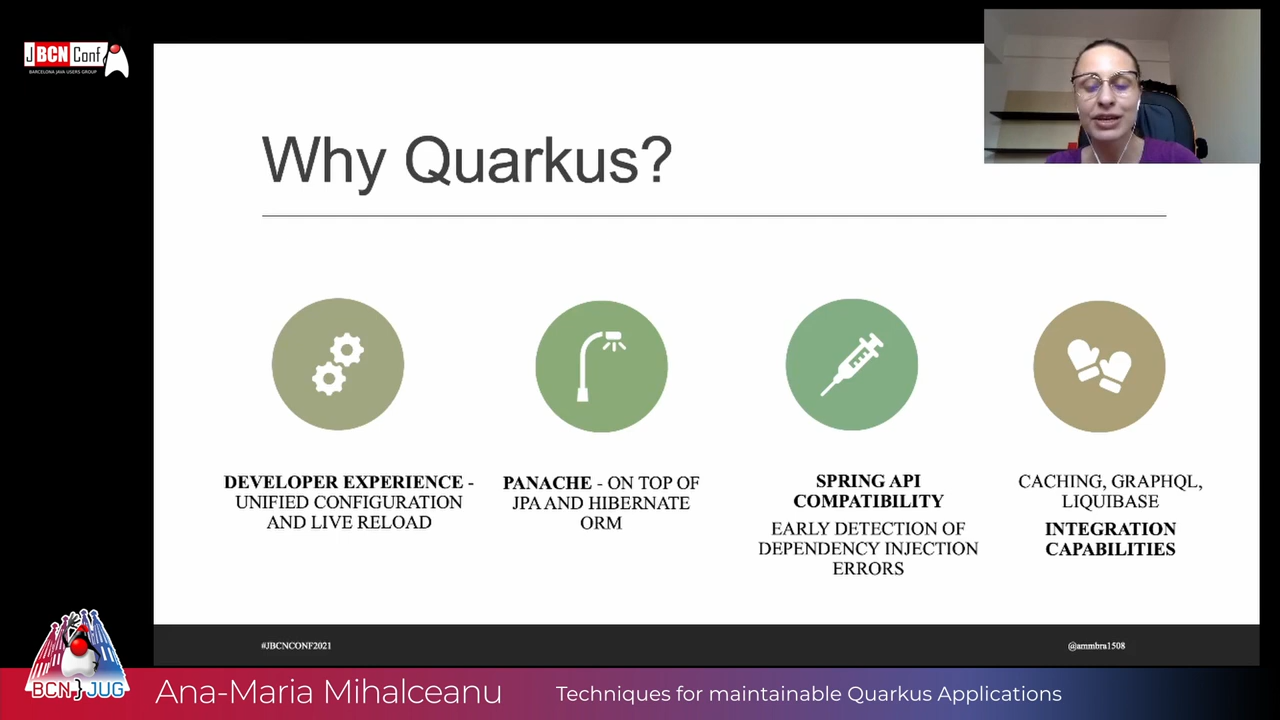 JBCNConf
BARCELONA JAVA USERS GROUP
Why Quarkus?
DEVELOPER EXPERIENCE -
UNIFIED CONFIGURATION
AND LIVE RELOAD
PANACHE - ON TOP OF
JPA AND HIBERNATE
ORM
SPRING API
COMPATIBILITY
EARLY DETECTION OF
DEPENDENCY INJECTION
ERRORS
CACHING, GRAPHQL,
LIQUIBASE
INTEGRATION
CAPABILITIES
#JBCNCONF2021
@ammbra1508
BCN JUG
Ana-Maria Mihalceanu
Techniques for maintainable Quarkus Applications